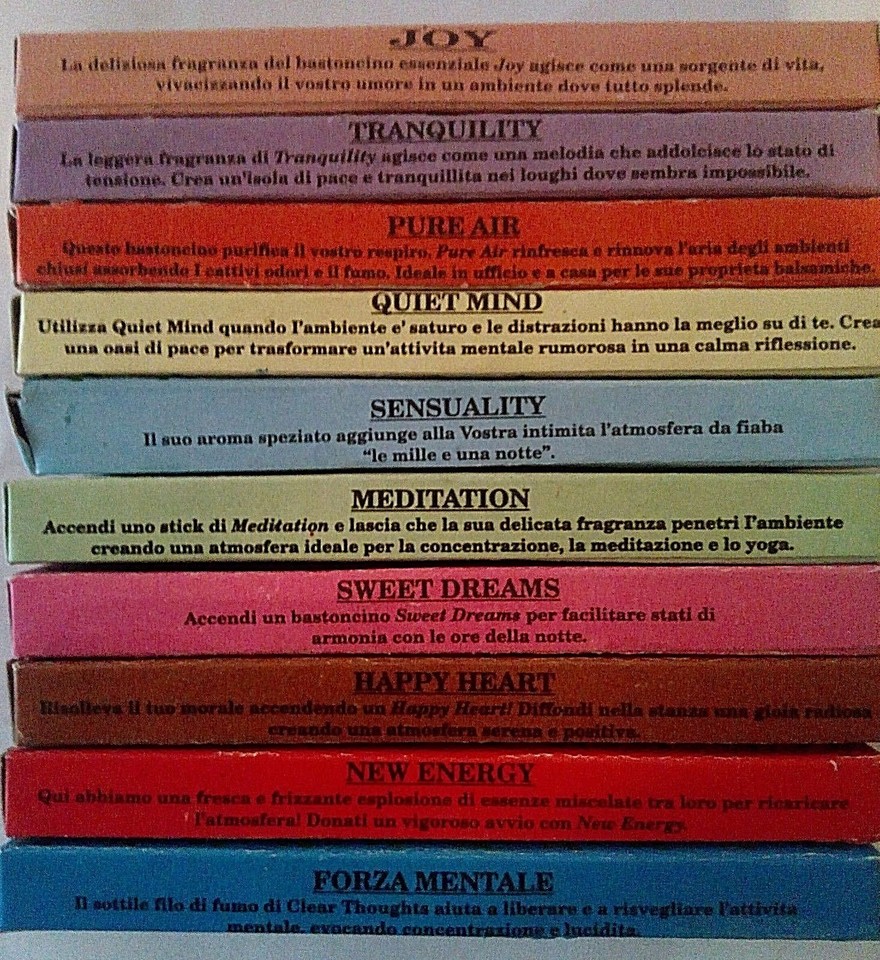 JOY
La deliziosa fragranza del bastoncino essenziale Joy agisce come una sorgente di vita,
vivacizzando il vostro umore in un ambiente dove tutto splende.
TRANQUILITY
La leggera fragranza di Tranquility agisce come una melodia che addolcisce lo stato di
tensione. Crea un'isola di pace e tranquillita nei loughi dove sembra impossibile.
PURE AIR
Questo bastoncino purifica il vostro respiro. Pure Air rinfresca e rinnova l'aria degli ambienti
chiusi assorbendo I cattivi odori e il fumo. Ideale in ufficio e a casa per le sue proprieta balsamiche.
QUIET MIND
Utilizza Quiet Mind quando l'ambiente e' saturo e le distrazioni hanno la meglio su di te. Crea
una oasi di pace per trasformare un'attivita mentale rumorosa in una calma riflessione.
SENSUALITY
Il suo aroma speziato aggiunge alla Vostra intimita l'atmosfera da fiaba
“le mille e una notte”.
MEDITATION
Accendi uno stick di Meditation e lascia che la sua delicata fragranza penetri l'ambiente
creando una atmosfera ideale per la concentrazione, la meditazione e lo yoga.
SWEET DREAMS
Accendi un bastoncino Sweet Dreams per facilitare stati di
armonia con le ore della notte.
HAPPY HEART
Risolleva il tuo morale accendendo un Happy Heart! Diffondi nella stanza una gioia radiosa
creando una atmosfera serena e positiva.
NEW ENERGY
Qui abbiamo una fresca e frizzante esplosione di essenze miscelate tra loro per ricaricare
l'atmosfera! Donati un vigoroso avvio con New Energy.
FORZA MENTALE
Il sottile filo di fumo di Clear Thoughts aiuta a liberare e a risvegliare l'attivita
mentale, evocando concentrazione e lucidita.